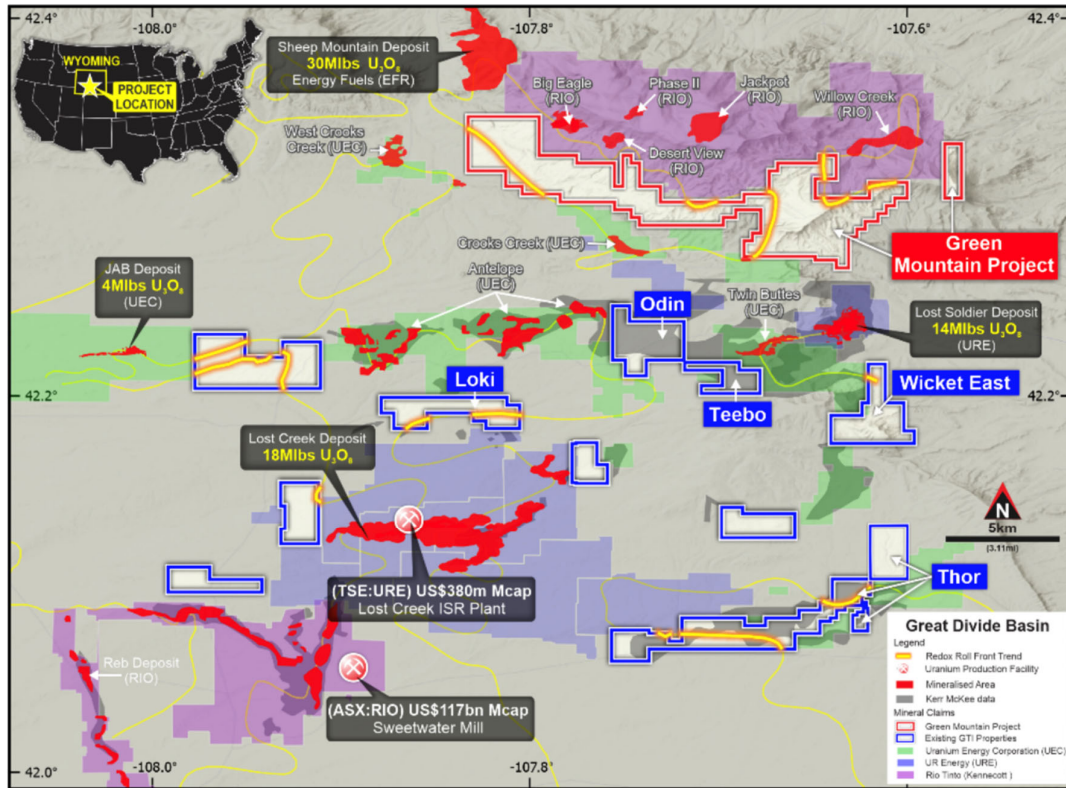 42.4°
-108.0°
-107.8°
-107.6°
42.4°
WYOMING
PROJECT
LOCATION
Sheep Mountain Deposit
30Mlbs U3O8
Energy Fuels (EFR)
Big Eagle
(RIO)
Phase II
(RIO)
Jackpot
(RIO)
Willow Creek
(RIO)
West Crooks
Creek (UEC)
Desert View
(RIO)
Crooks Creek (UEC)
Green
Mountain Project
JAB Deposit
4Mlbs U3O8
(UEC)
Antelope
(UEC)
Odin
Twin Buttes
(UEC)
Lost Soldier Deposit
14Mlbs U3O8
(URE)
42.2°
Loki
Teebo
Wicket East
42.2°
Lost Creek Deposit
18Mlbs U3O8
N
5km
(3.11mi)
(TSE:URE) US$380m Mcap
Lost Creek ISR Plant
Thor
Reb Deposit
(RIO)
(ASX:RIO) US$117bn Mcap
Sweetwater Mill
Great Divide Basin
Legend
Redox Roll Front Trend
Uranium Production Facility
Mineralised Area
Kerr McKee data
Mineral Claims
Green Mountain Project
Existing GTI Properties
Uranium Energy Corporation (UEC)
UR Energy (URE)
Rio Tinto (Kennecott )
42.0°
-108.0°
-107.8°